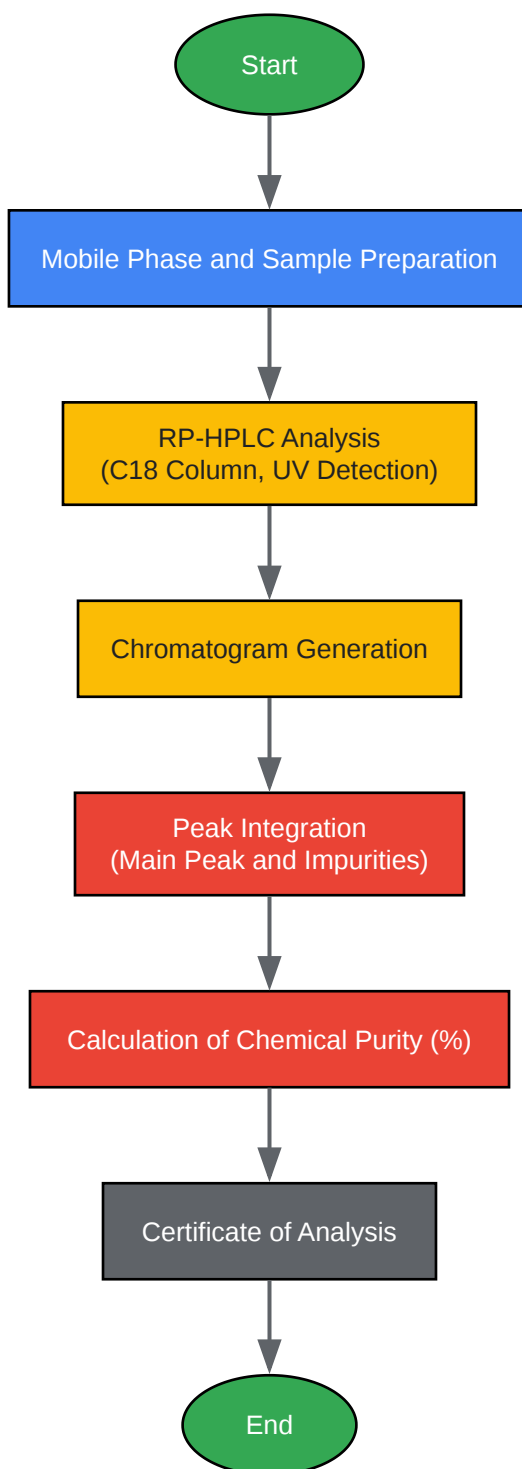 Start
Mobile Phase and Sample Preparation
RP-HPLC Analysis
(C18 Column, UV Detection)
Chromatogram Generation
Peak Integration
(Main Peak and Impurities)
Calculation of Chemical Purity (%)
Certificate of Analysis
End